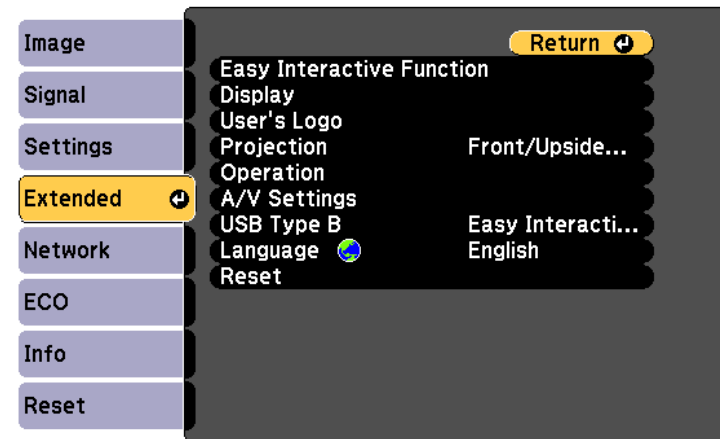 Image
Signal
Settings
Extended
Network
ECO
Info
Reset
Return
Easy Interactive Function
Display
User's Logo
Projection Front/Upside...
Operation
A/V Settings
USB Type B Easy Interacti...
Language English
Reset